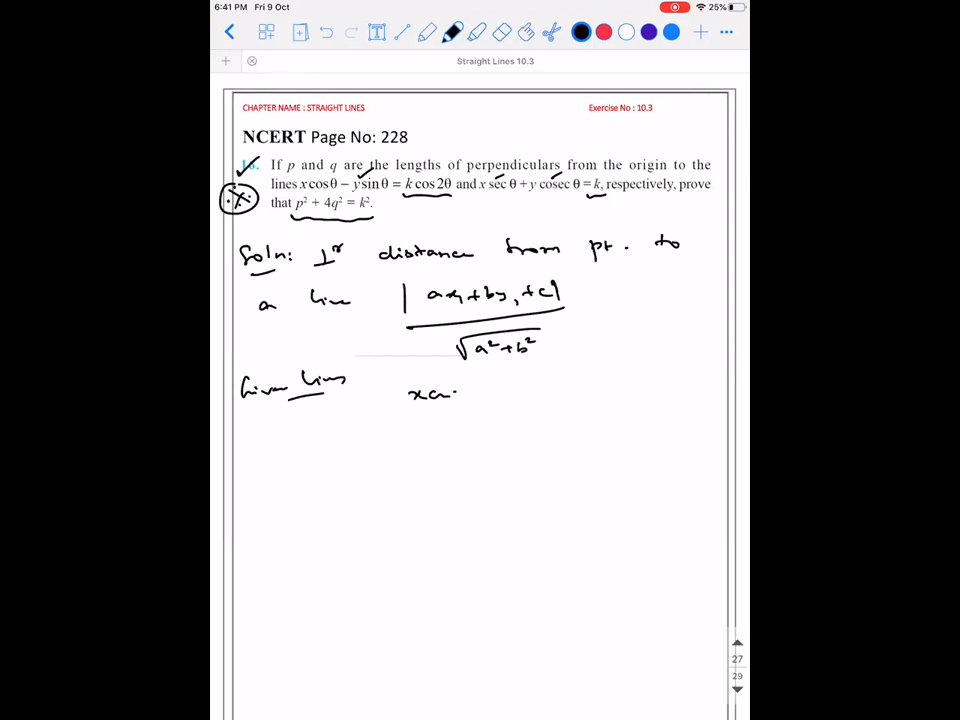 6:41 PM Fri 9 Oct 25%
Straight Lines 10.3
CHAPTER NAME : STRAIGHT LINES Exercise No : 10.3
NCERT Page No: 228
16. If p and q are the lengths of perpendiculars from the origin to the
lines x cos θ – y sin θ = k cos 2θ and x sec θ + y cosec θ = k, respectively, prove
that p² + 4q² = k².
Soln: ⊥r distance from pt. to
a line |ax₁+by₁+c|
√a²+b²
Given lines
27
29